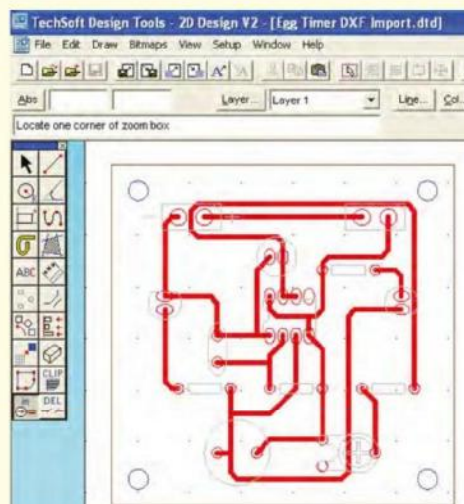 TechSoft Design Tools - 2D Design V2 - [Egg Timer DXF Import.dtd]
File Edit Draw Bitmaps View Setup Window Help
Abs Layer... Layer 1 Line... Col...
Locate one corner of zoom box
ABC
CLIP
in DEL